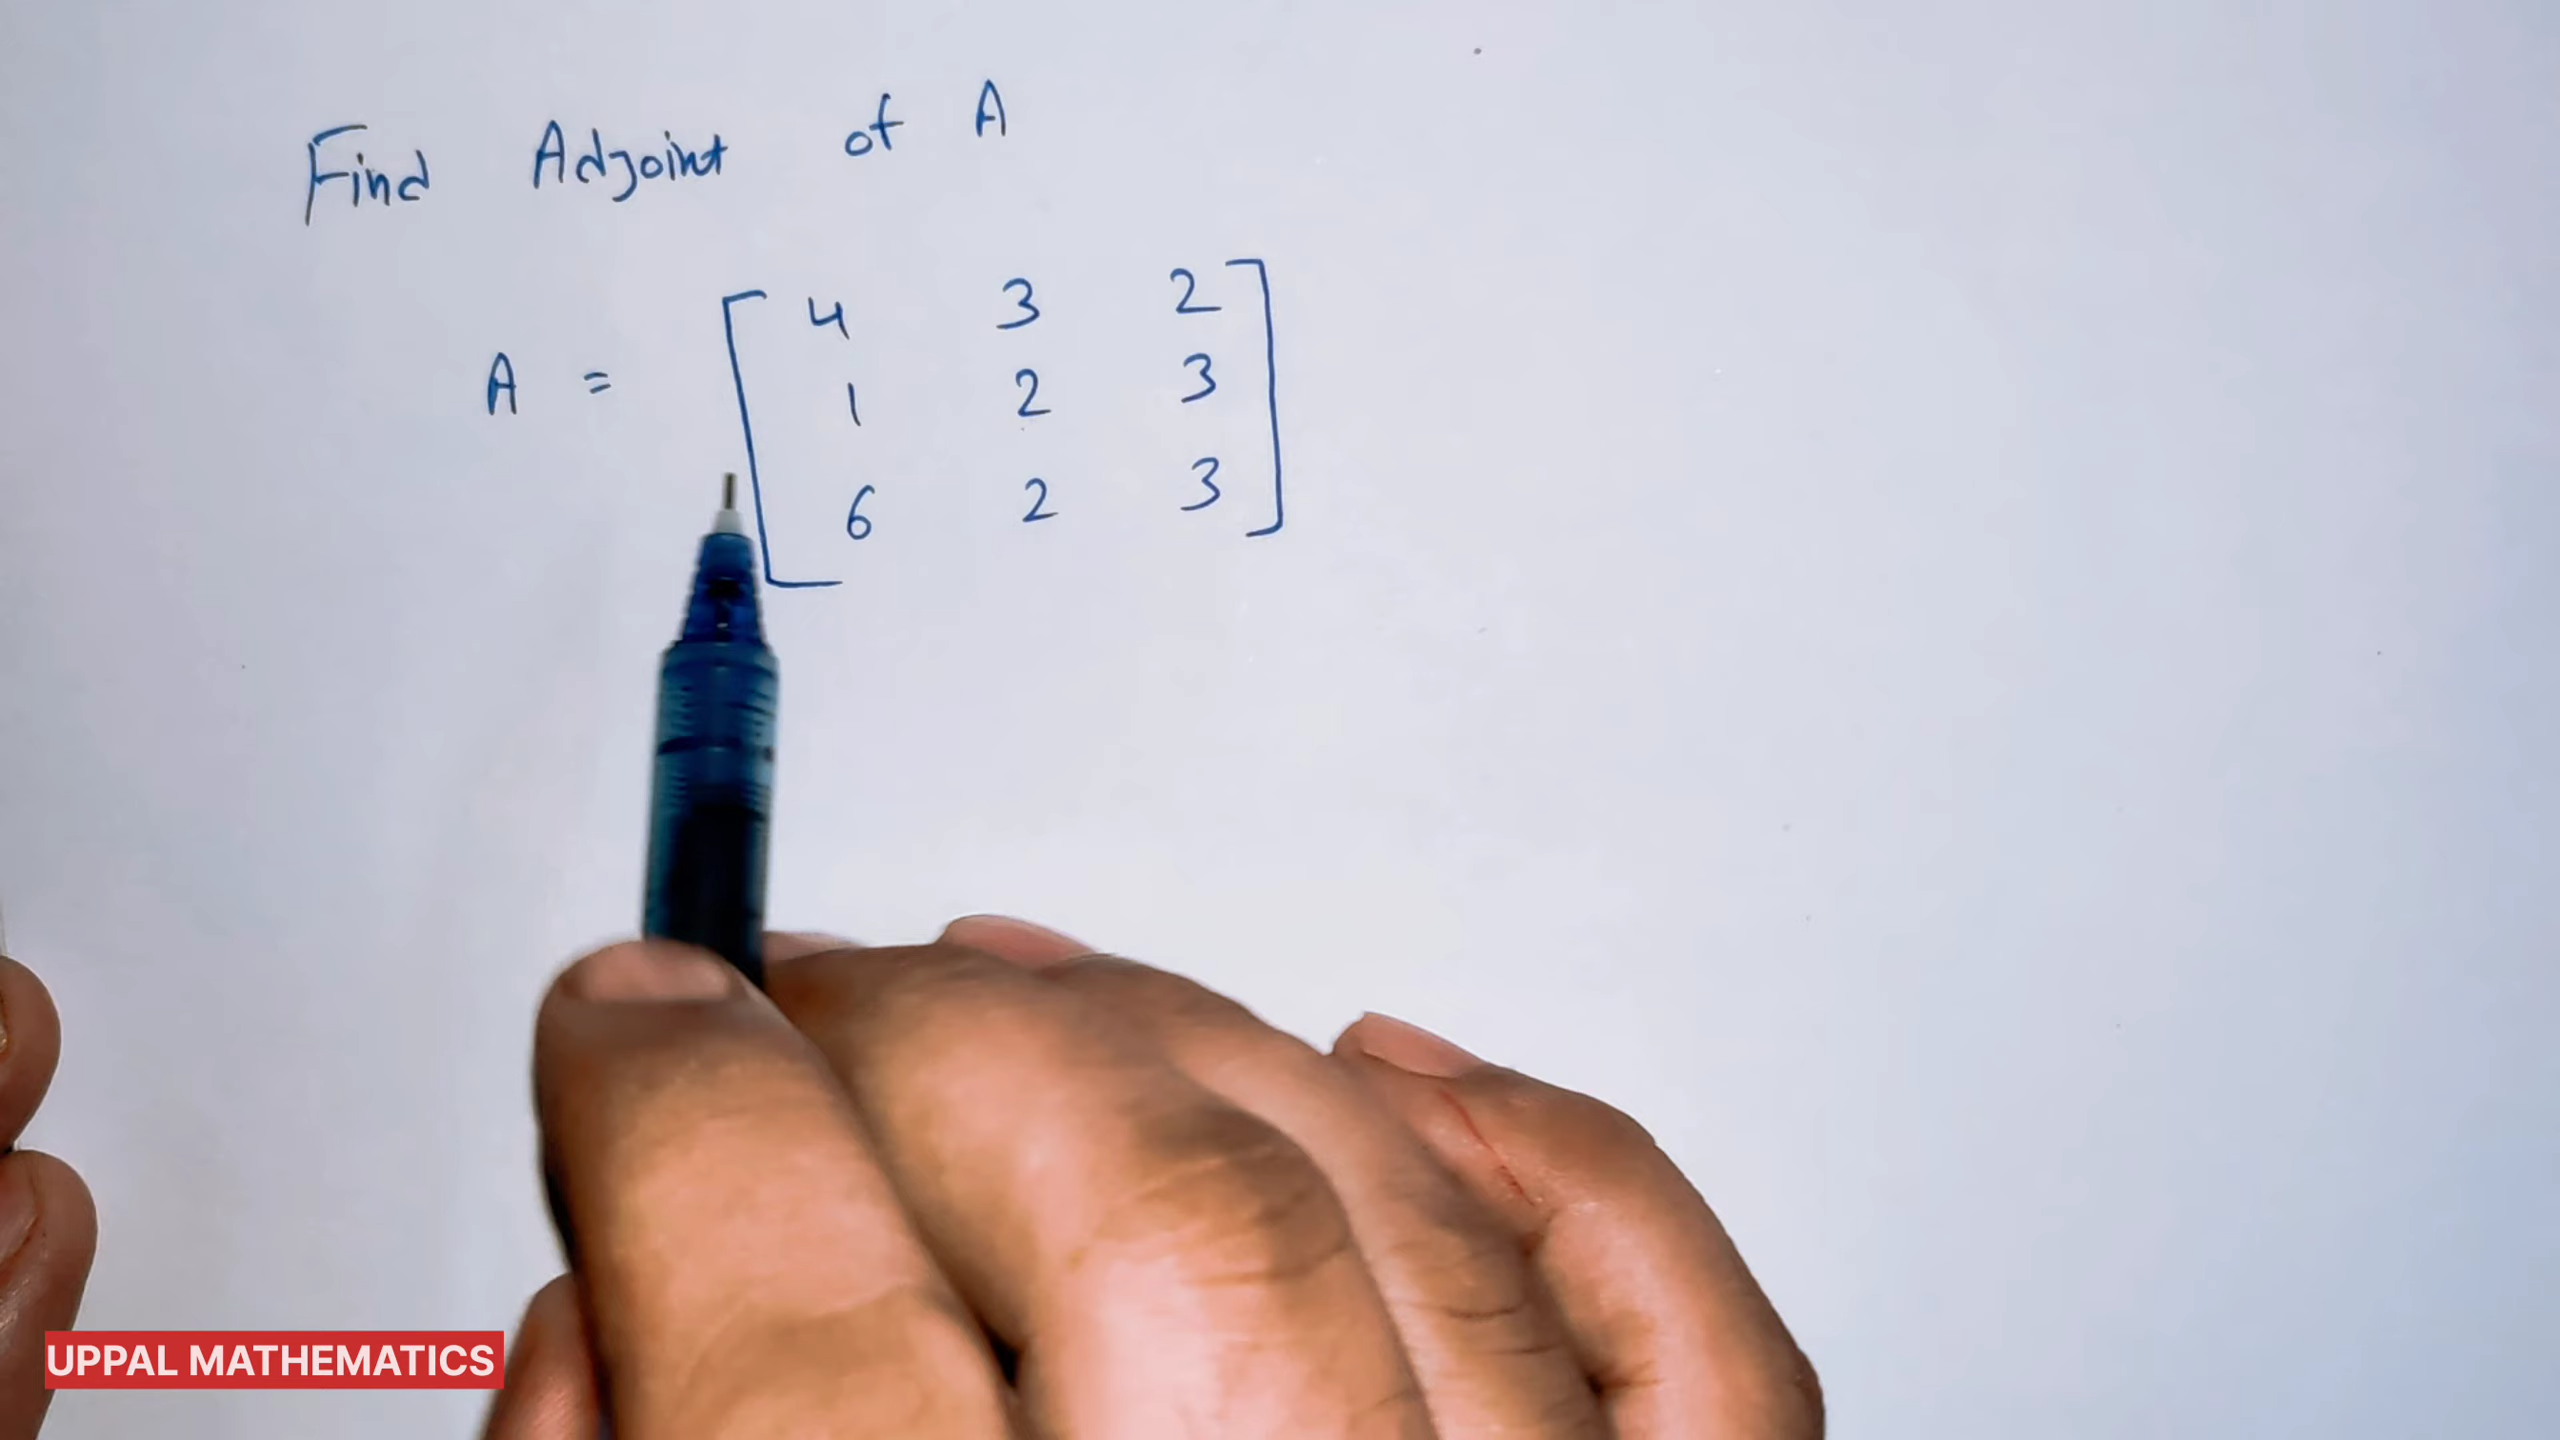 Find Adjoint of A
4 3 2
A = 1 2 3
6 2 3
UPPAL MATHEMATICS